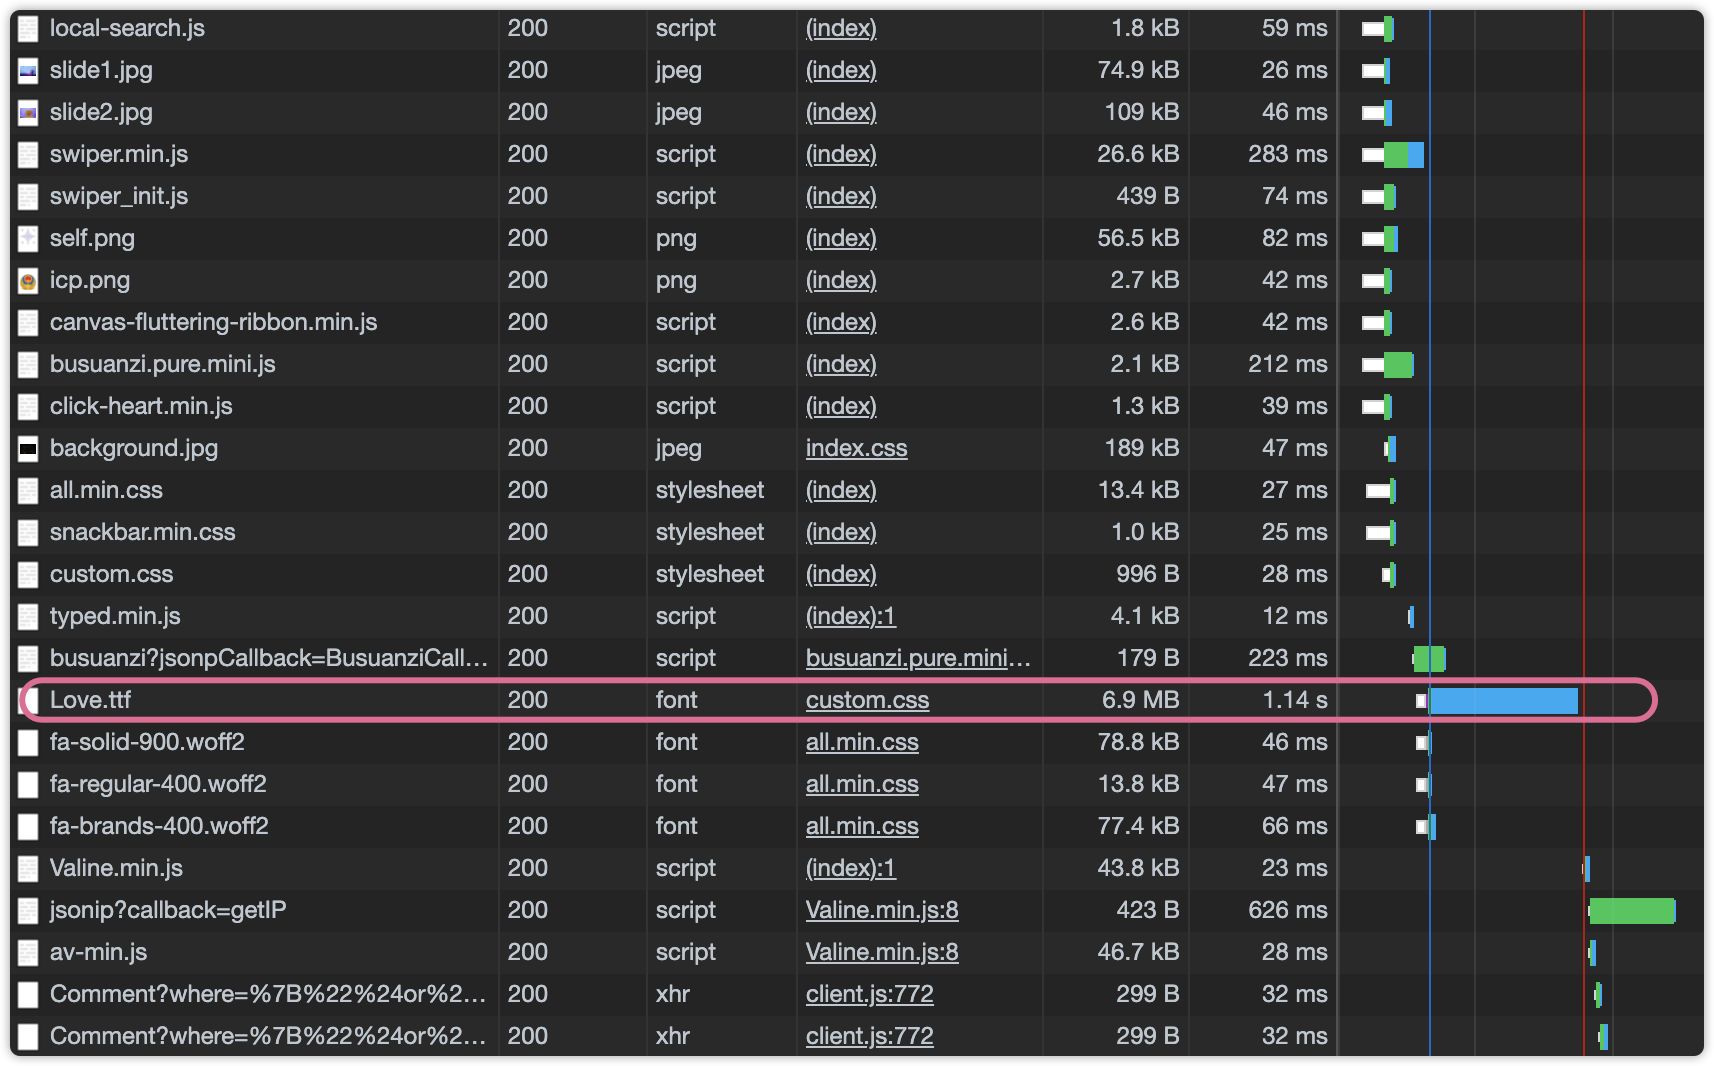 local-search.js 200 script (index) 1.8 kB 59 ms
slide1.jpg 200 jpeg (index) 74.9 kB 26 ms
slide2.jpg 200 jpeg (index) 109 kB 46 ms
swiper.min.js 200 script (index) 26.6 kB 283 ms
swiper_init.js 200 script (index) 439 B 74 ms
self.png 200 png (index) 56.5 kB 82 ms
icp.png 200 png (index) 2.7 kB 42 ms
canvas-fluttering-ribbon.min.js 200 script (index) 2.6 kB 42 ms
busuanzi.pure.mini.js 200 script (index) 2.1 kB 212 ms
click-heart.min.js 200 script (index) 1.3 kB 39 ms
background.jpg 200 jpeg index.css 189 kB 47 ms
all.min.css 200 stylesheet (index) 13.4 kB 27 ms
snackbar.min.css 200 stylesheet (index) 1.0 kB 25 ms
custom.css 200 stylesheet (index) 996 B 28 ms
typed.min.js 200 script (index):1 4.1 kB 12 ms
busuanzi?jsonpCallback=BusuanziCall... 200 script busuanzi.pure.mini... 179 B 223 ms
Love.ttf 200 font custom.css 6.9 MB 1.14 s
fa-solid-900.woff2 200 font all.min.css 78.8 kB 46 ms
fa-regular-400.woff2 200 font all.min.css 13.8 kB 47 ms
fa-brands-400.woff2 200 font all.min.css 77.4 kB 66 ms
Valine.min.js 200 script (index):1 43.8 kB 23 ms
jsonip?callback=getIP 200 script Valine.min.js:8 423 B 626 ms
av-min.js 200 script Valine.min.js:8 46.7 kB 28 ms
Comment?where=%7B%22%24or%2... 200 xhr client.js:772 299 B 32 ms
Comment?where=%7B%22%24or%2... 200 xhr client.js:772 299 B 32 ms